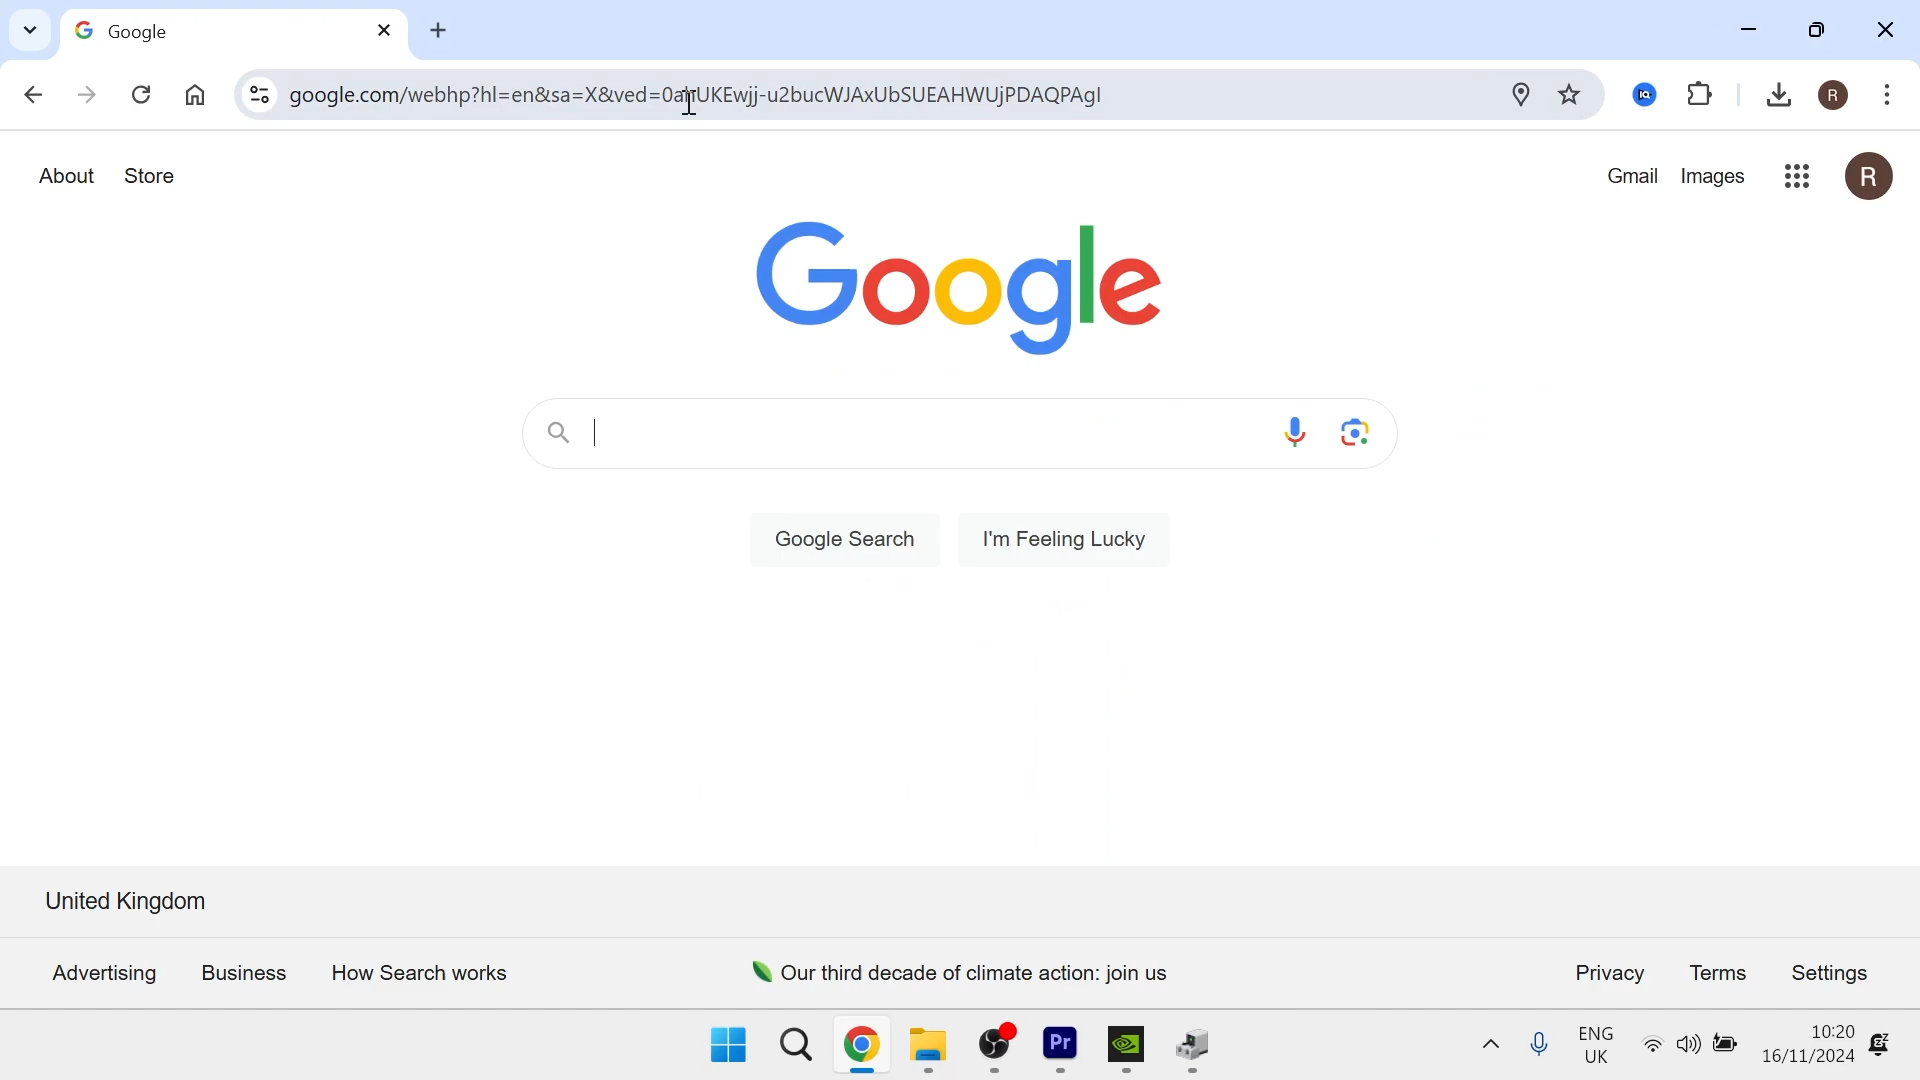 Google
google.com/webhp?hl=en&sa=X&ved=0ahUKEwjj-u2bucWJAxUbSUEAHWUjPDAQPAgI
R
About Store
Gmail Images
R
Google
Google Search I'm Feeling Lucky
United Kingdom
Advertising Business How Search works
Our third decade of climate action: join us
Privacy Terms Settings
Pr
ENG
UK
10:20
16/11/2024